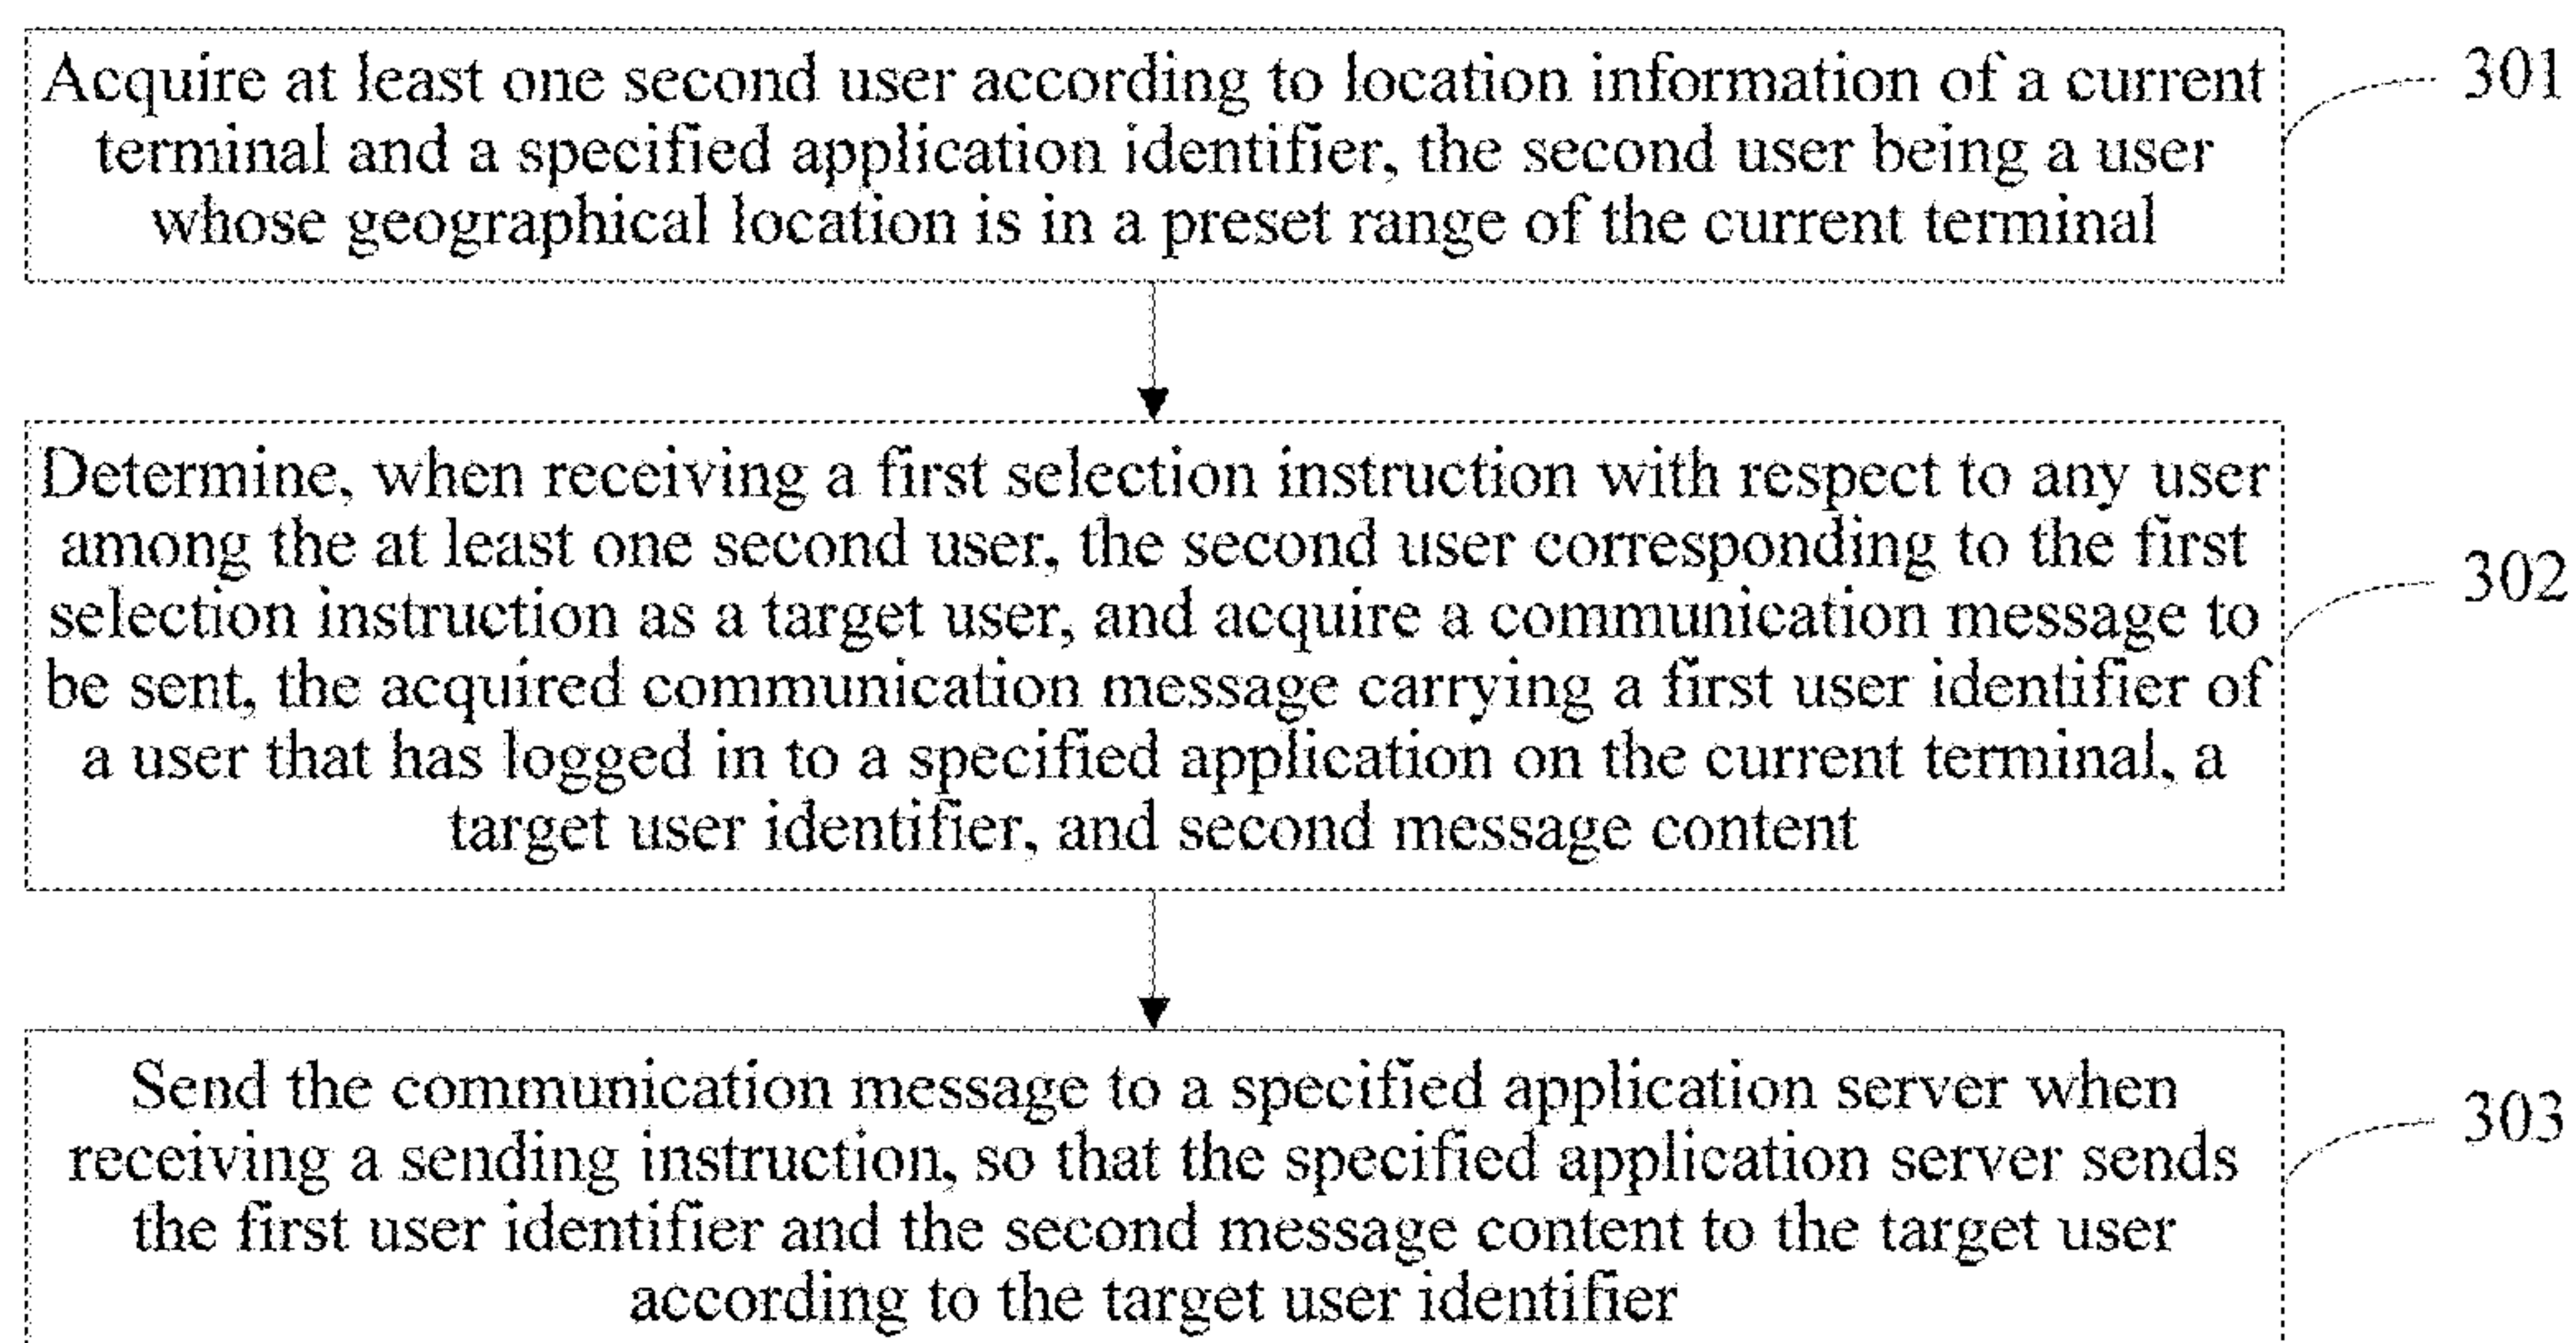 Acquire at least one second user according to location information of a current
terminal and a specified application identifier, the second user being a user
whose geographical location is in a preset range of the current terminal
301
Determine, when receiving a first selection instruction with respect to any user
among the at least one second user, the second user corresponding to the first
selection instruction as a target user, and acquire a communication message to
be sent, the acquired communication message carrying a first user identifier of
a user that has logged in to a specified application on the current terminal, a
target user identifier, and second message content
302
Send the communication message to a specified application server when
receiving a sending instruction, so that the specified application server sends
the first user identifier and the second message content to the target user
according to the target user identifier
303